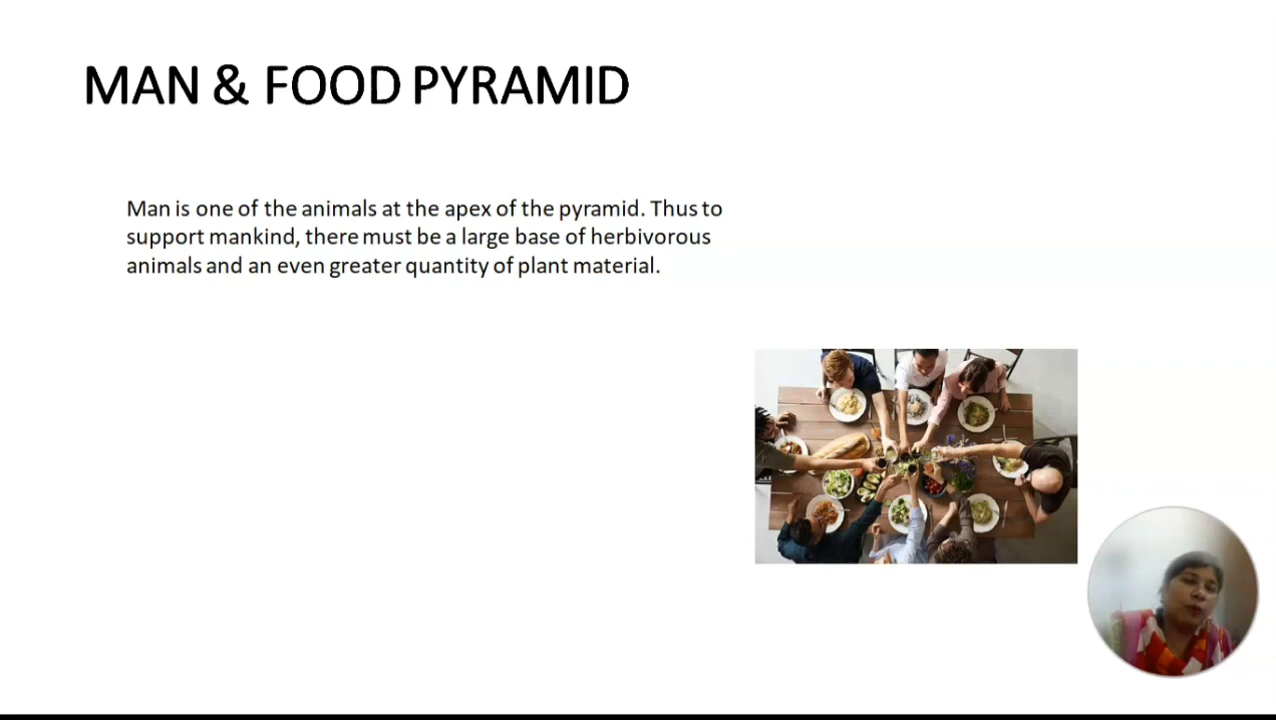 MAN & FOOD PYRAMID
Man is one of the animals at the apex of the pyramid. Thus to
support mankind, there must be a large base of herbivorous
animals and an even greater quantity of plant material.